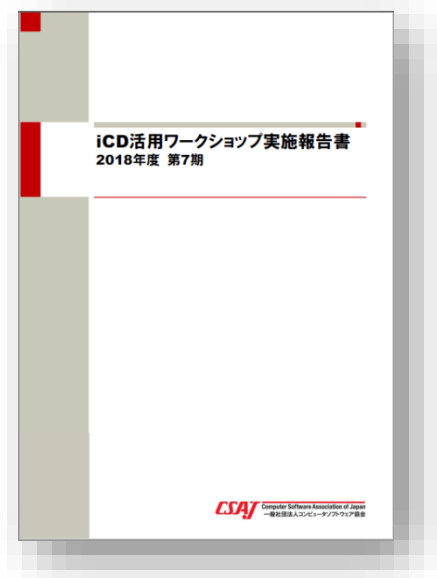 iCD活用ワークショップ実施報告書
2018年度 第7期
CSAJ
Computer Software Association of Japan
一般社団法人コンピュータソフトウェア協会